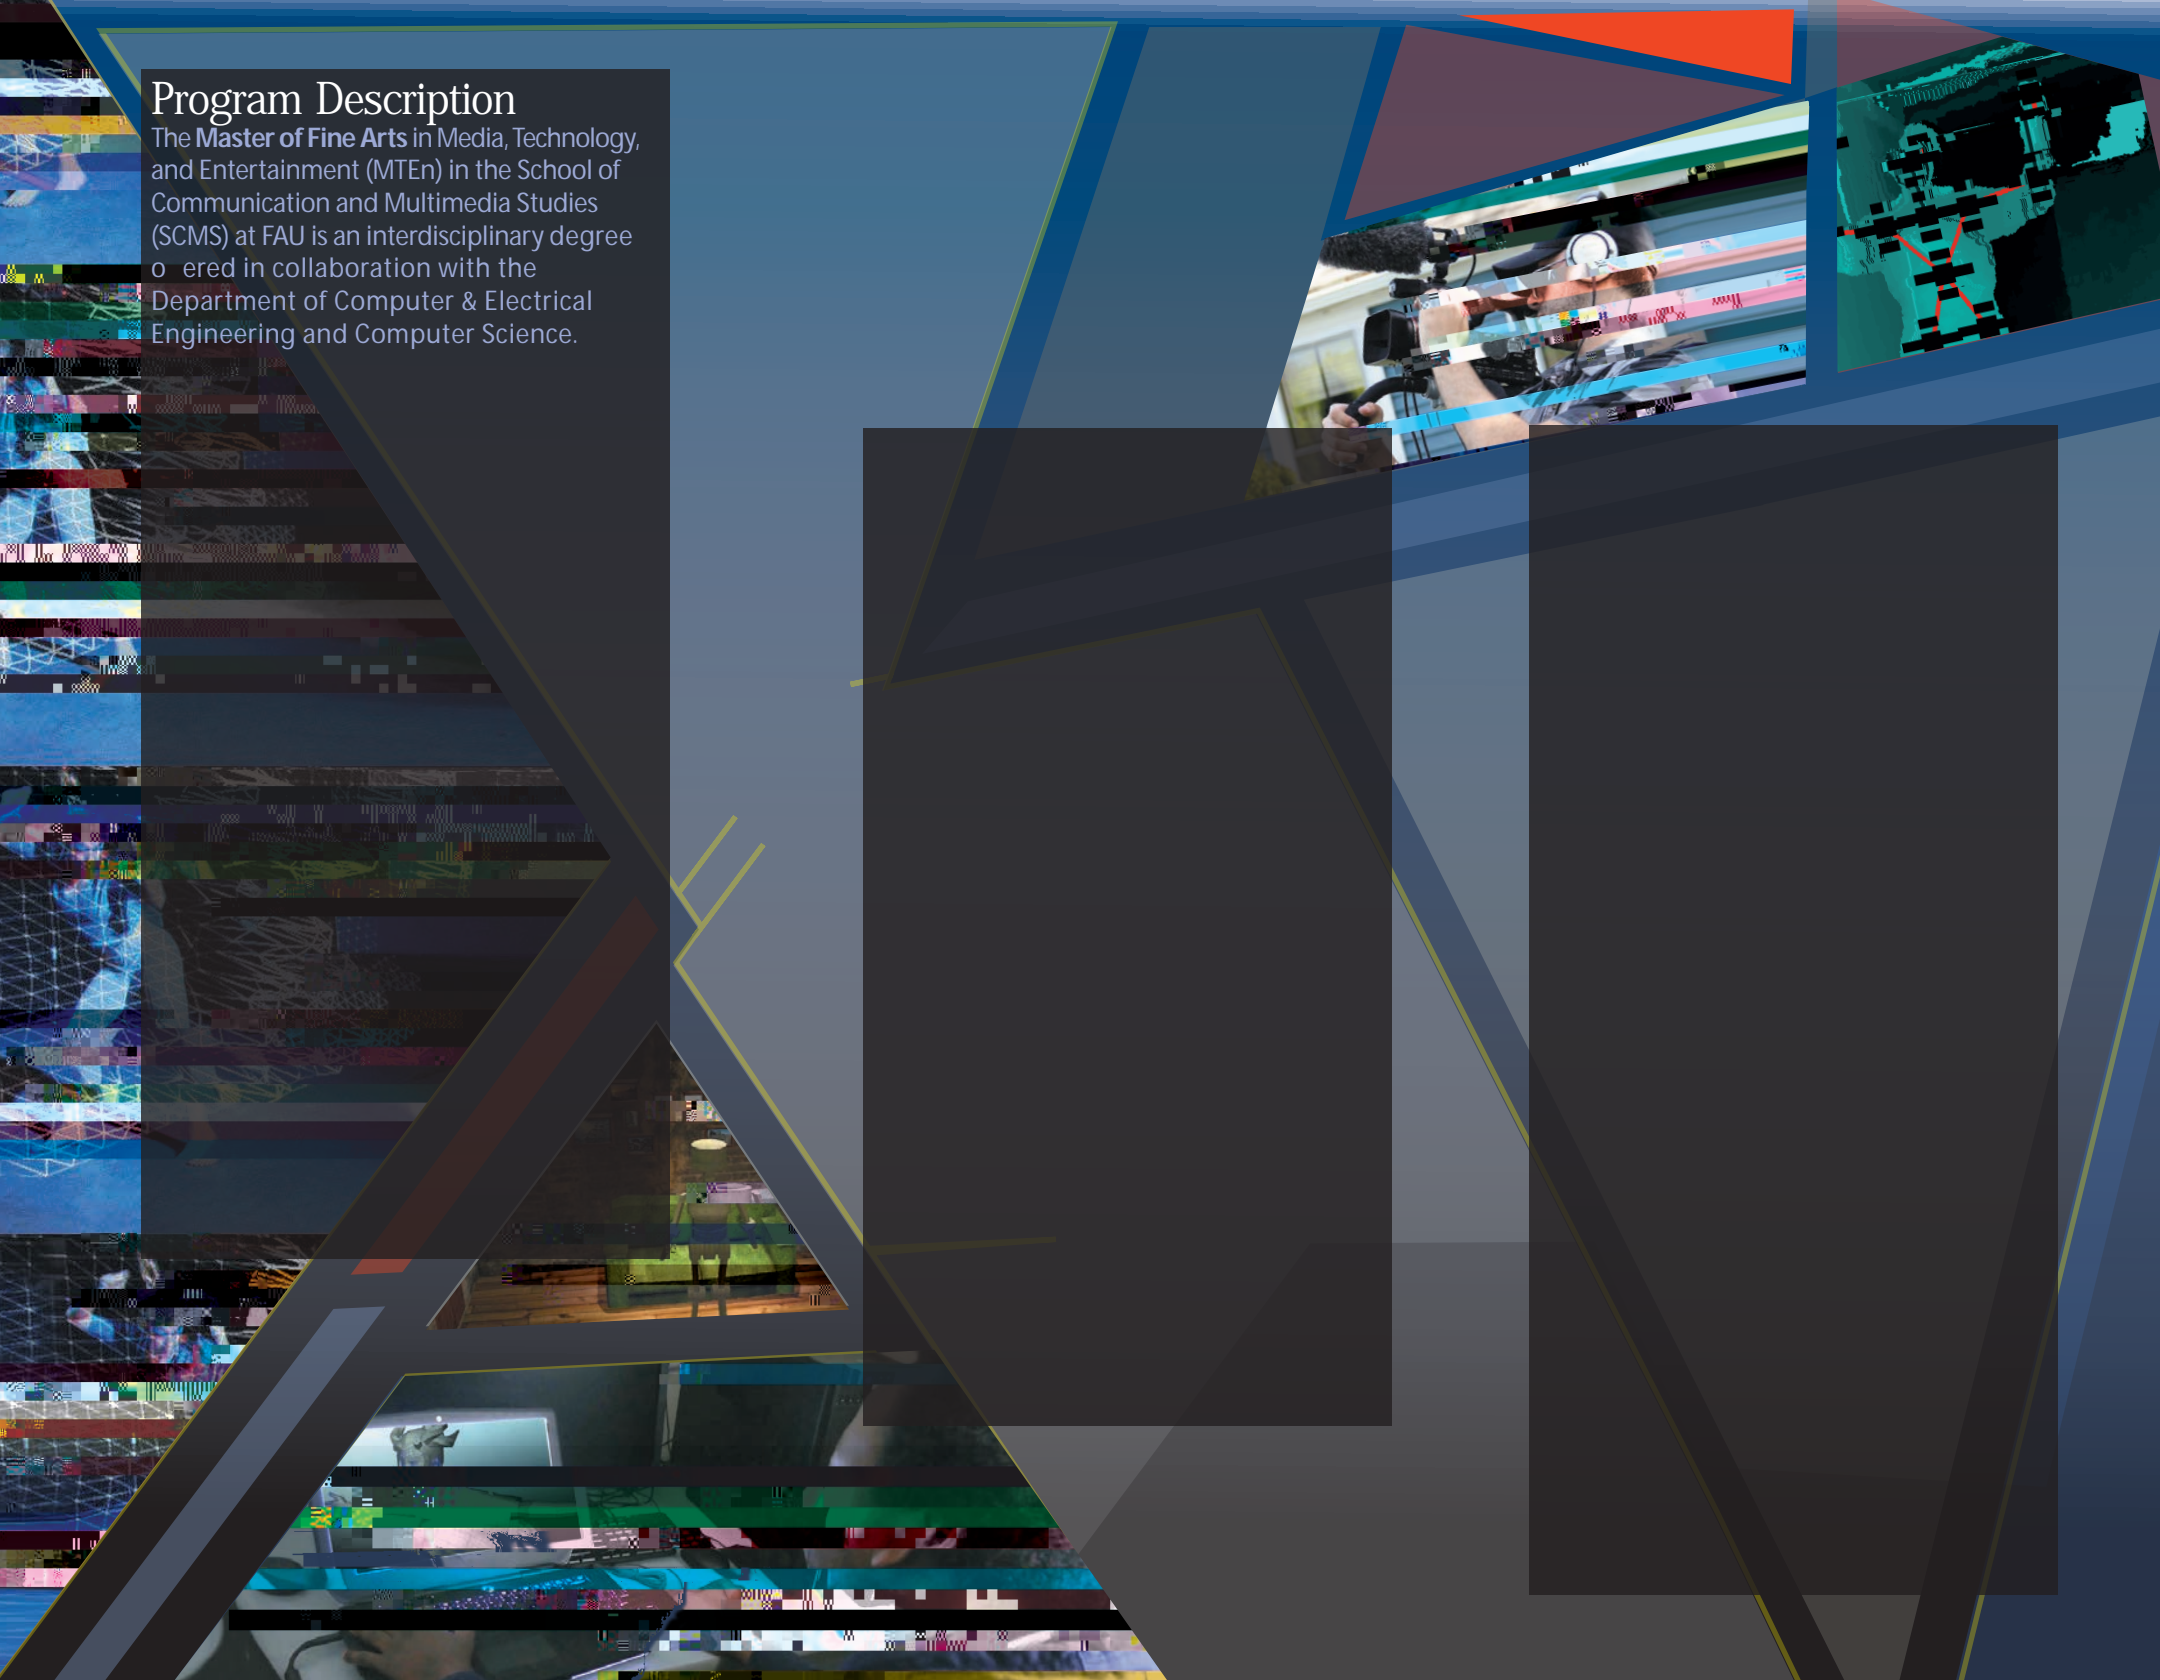 Program Description
The Master of Fine Arts in Media, Technology,
and Entertainment (MTEn) in the School of
Communication and Multimedia Studies
(SCMS) at FAU is an interdisciplinary degree
o ered in collaboration with the
Department of Computer & Electrical
Engineering and Computer Science.